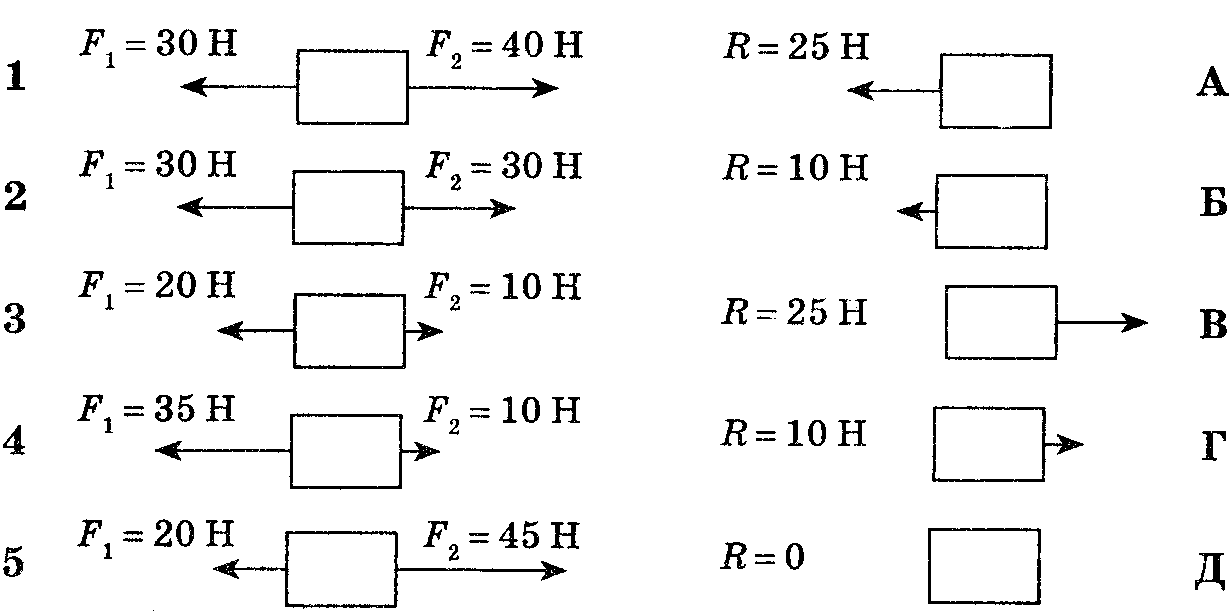 1 F₁ = 30 Н F₂ = 40 Н R = 25 Н А
2 F₁ = 30 Н F₂ = 30 Н R = 10 Н Б
3 F₁ = 20 Н F₂ = 10 Н R = 25 Н В
4 F₁ = 35 Н F₂ = 10 Н R = 10 Н Г
5 F₁ = 20 Н F₂ = 45 Н R = 0 Д